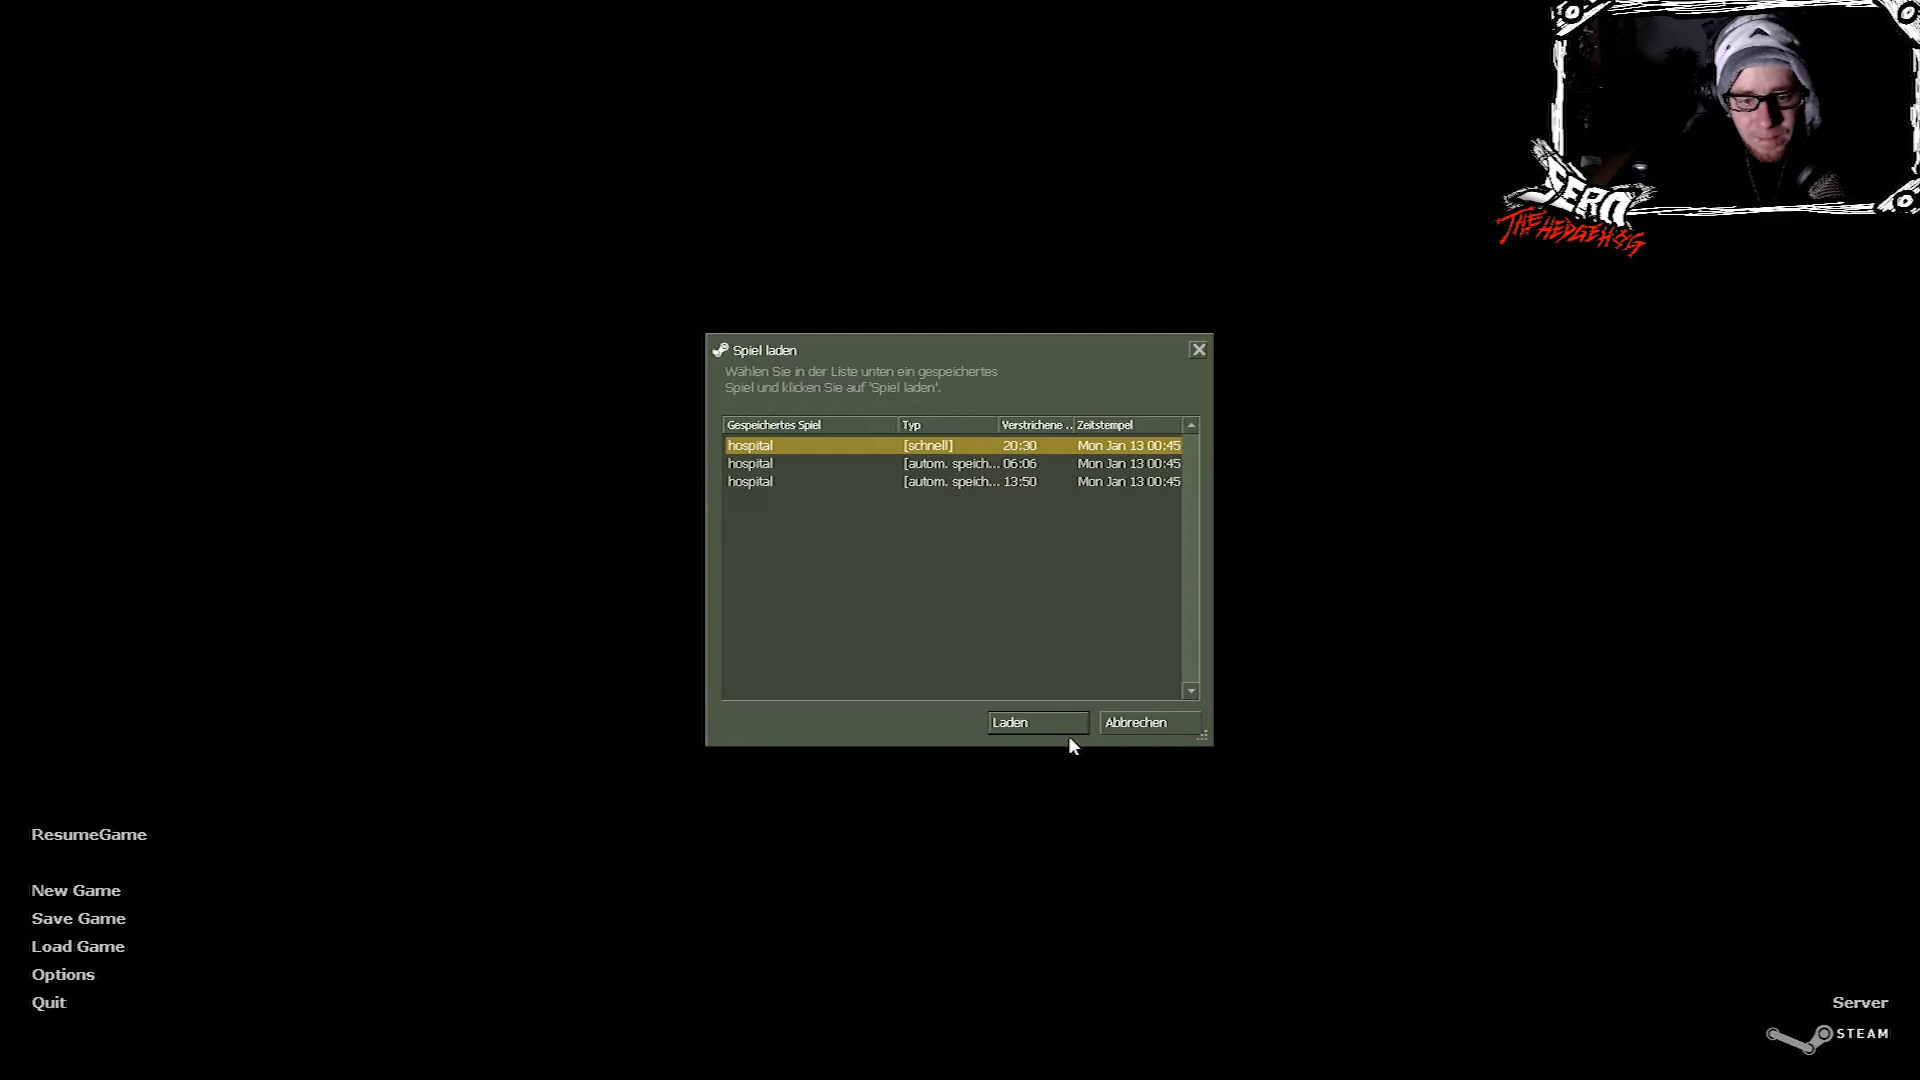 SERO
THE HEDGEHOG
Spiel laden
Wählen Sie in der Liste unten ein gespeichertes
Spiel und klicken Sie auf 'Spiel laden'.
Gespeichertes Spiel Typ Verstrichene .. Zeitstempel
hospital [schnell] 20:30 Mon Jan 13 00:45
hospital [autom. speich... 06:06 Mon Jan 13 00:45
hospital [autom. speich... 13:50 Mon Jan 13 00:45
Laden Abbrechen
ResumeGame
New Game
Save Game
Load Game
Options
Quit
Server
STEAM